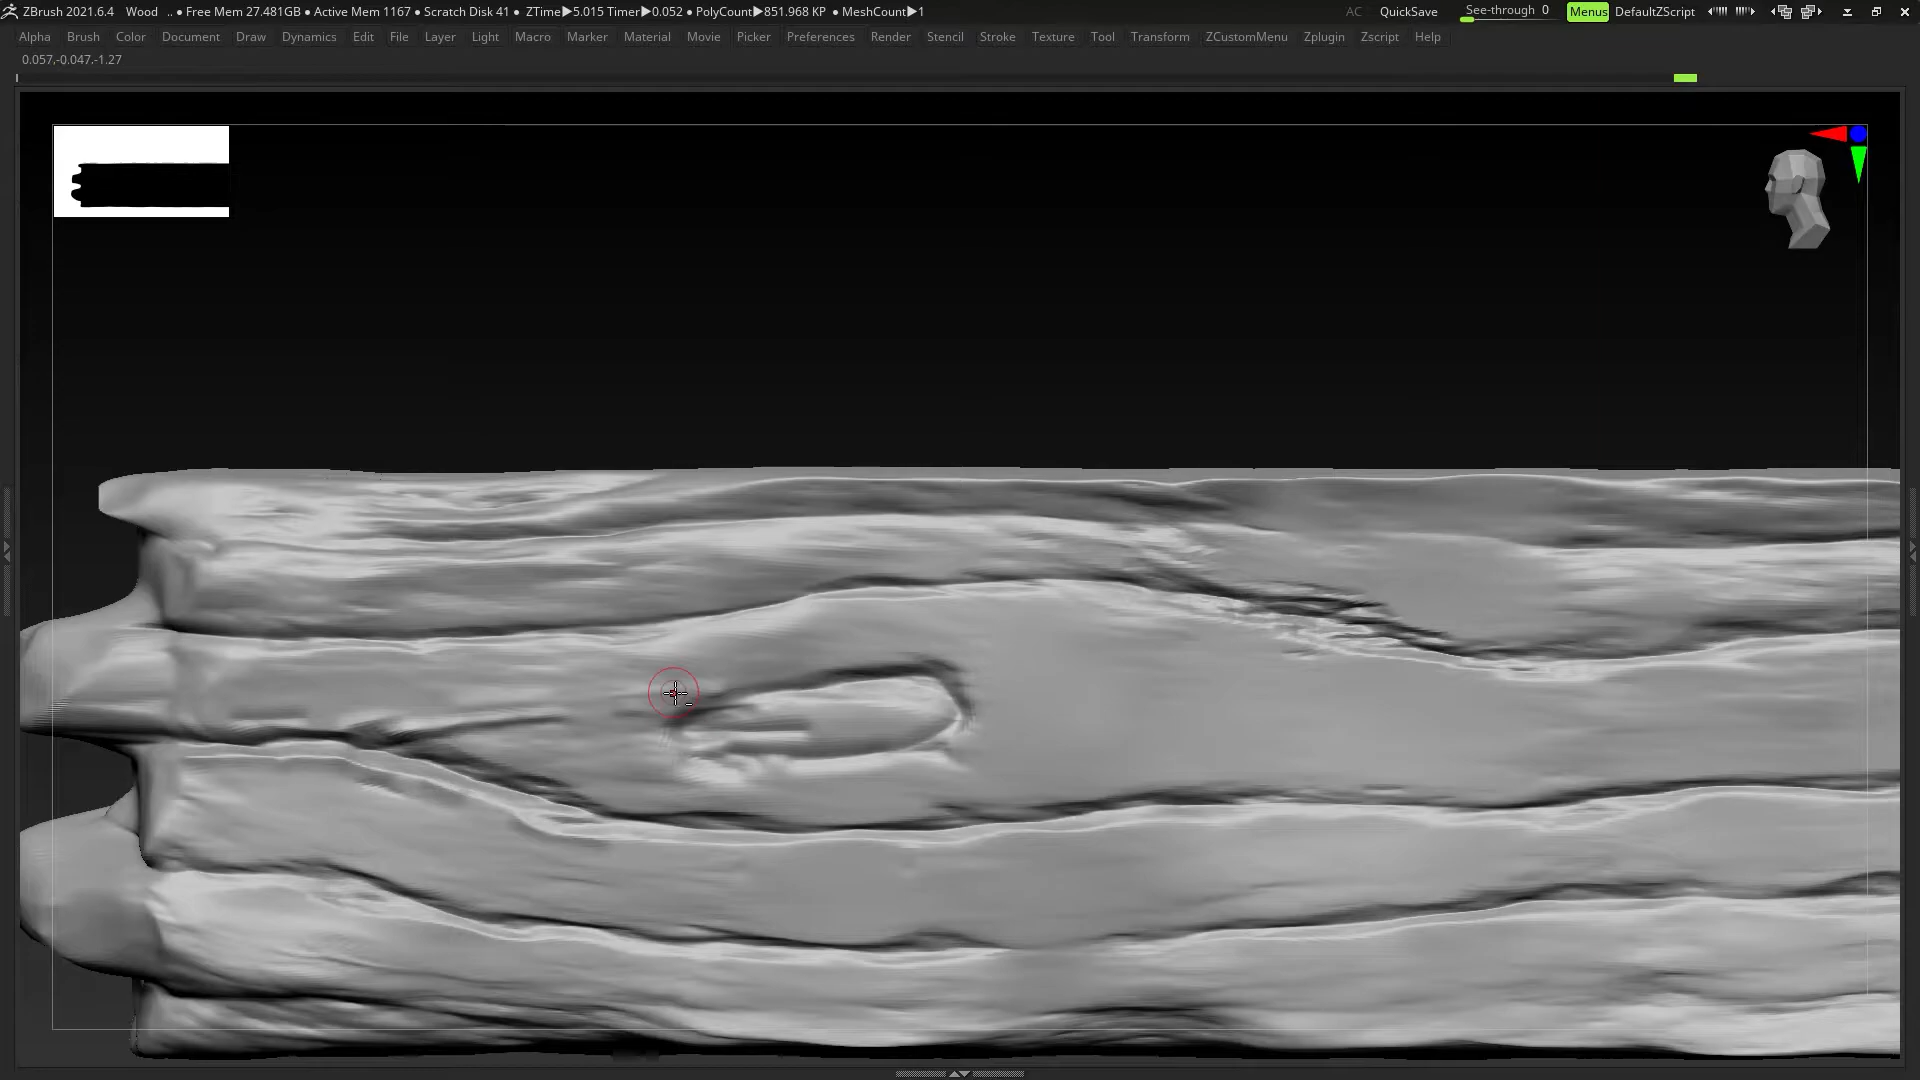 ZBrush 2021.6.4 Wood .. ● Free Mem 27.481GB ● Active Mem 1167 ● Scratch Disk 41 ● ZTime▶5.015 Timer▶0.052 ● PolyCount▶851.968 KP ● MeshCount▶1 AC QuickSave See-through 0 Menus DefaultZScript
Alpha Brush Color Document Draw Dynamics Edit File Layer Light Macro Marker Material Movie Picker Preferences Render Stencil Stroke Texture Tool Transform ZCustomMenu Zplugin Zscript Help
0.057,-0.047,-1.27